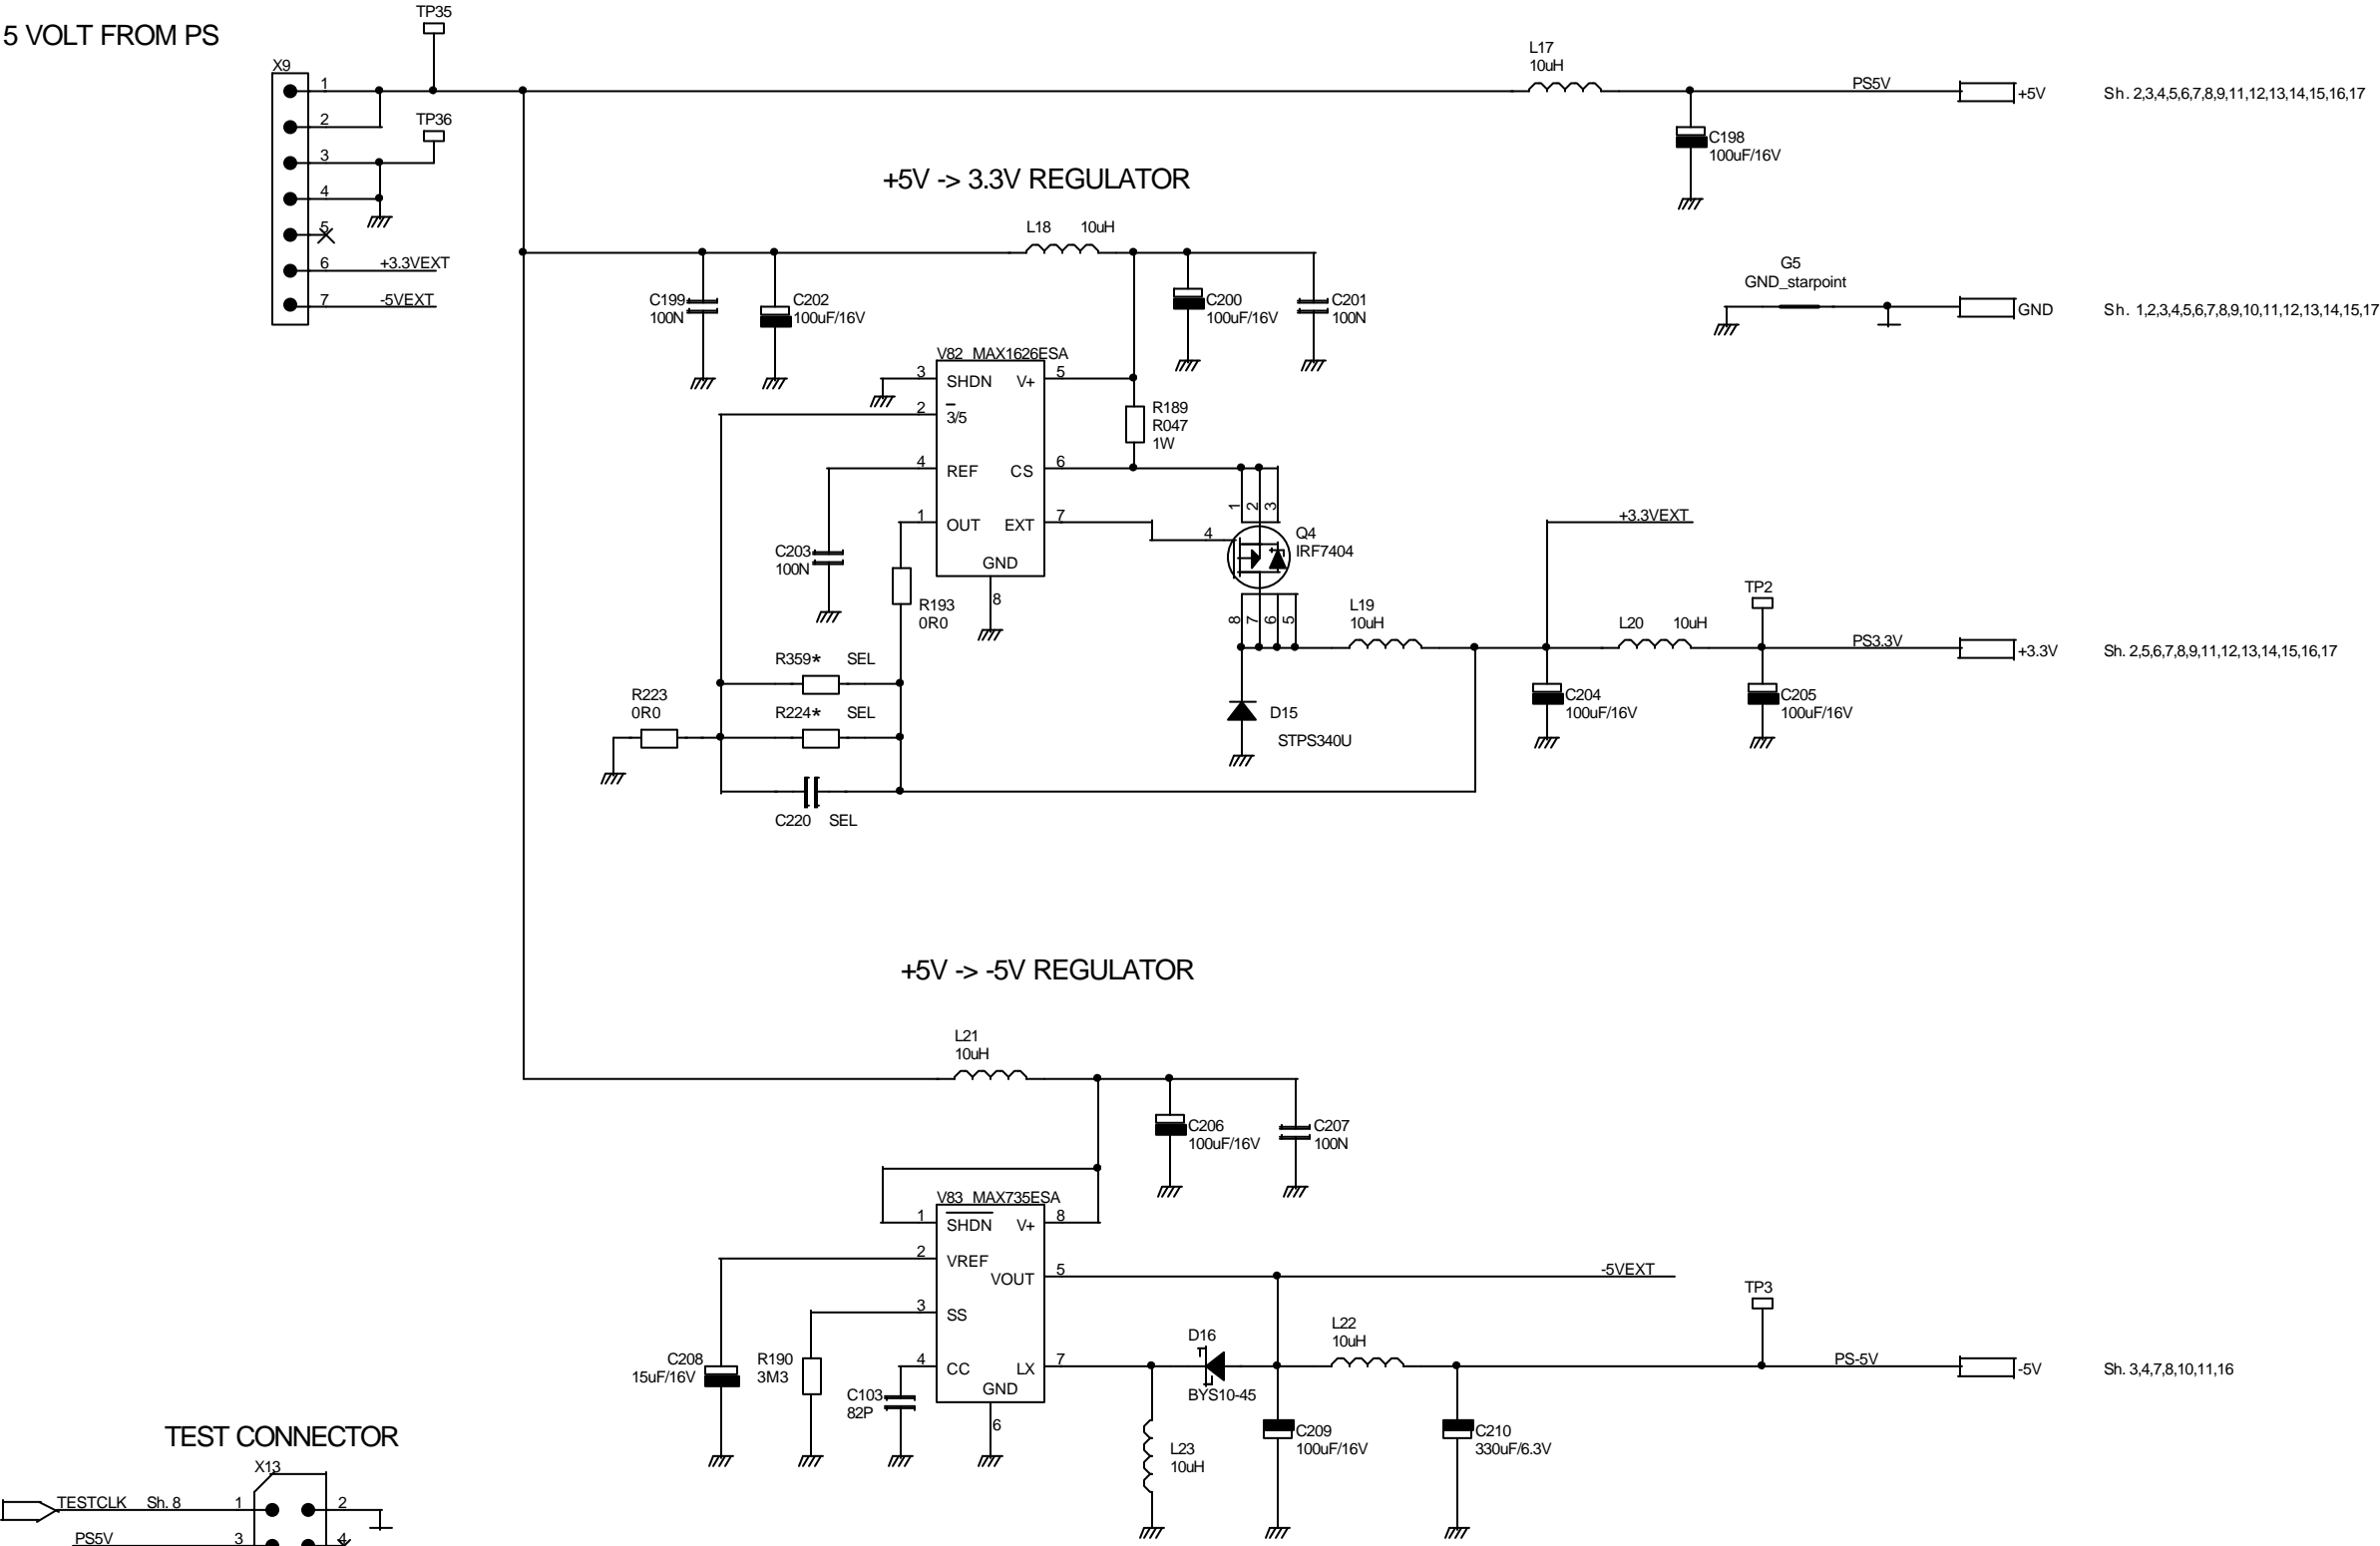 5 VOLT FROM PS
TP35
X9
1
2
3
4
5
6
7
TP36
+3.3VEXT
-5VEXT
L17
10uH
PS5V
+5V
Sh. 2,3,4,5,6,7,8,9,11,12,13,14,15,16,17
C198
100uF/16V
+5V -> 3.3V REGULATOR
L18 10uH
C199
100N
C202
100uF/16V
C200
100uF/16V
C201
100N
G5
GND_starpoint
GND
Sh. 1,2,3,4,5,6,7,8,9,10,11,12,13,14,15,17
V82 MAX1626ESA
3 SHDN V+ 5
2 3/5
4 REF CS 6
1 OUT EXT 7
GND
8
R189
R047
1W
C203
100N
R193
0R0
1 2 3
4
Q4
IRF7404
8 7 6 5
+3.3VEXT
L19
10uH
L20 10uH
TP2
PS3.3V
+3.3V
Sh. 2,5,6,7,8,9,11,12,13,14,15,16,17
R359* SEL
R223
0R0
R224* SEL
C220 SEL
D15
STPS340U
C204
100uF/16V
C205
100uF/16V
+5V -> -5V REGULATOR
L21
10uH
C206
100uF/16V
C207
100N
V83 MAX735ESA
1 SHDN V+ 8
2 VREF
VOUT 5
3 SS
4 CC LX 7
GND
6
-5VEXT
TP3
C208
15uF/16V
R190
3M3
C103
82P
D16
BYS10-45
L22
10uH
PS-5V
-5V
Sh. 3,4,7,8,10,11,16
L23
10uH
C209
100uF/16V
C210
330uF/6.3V
TEST CONNECTOR
X13
TESTCLK Sh. 8 1 2
PS5V 3 4